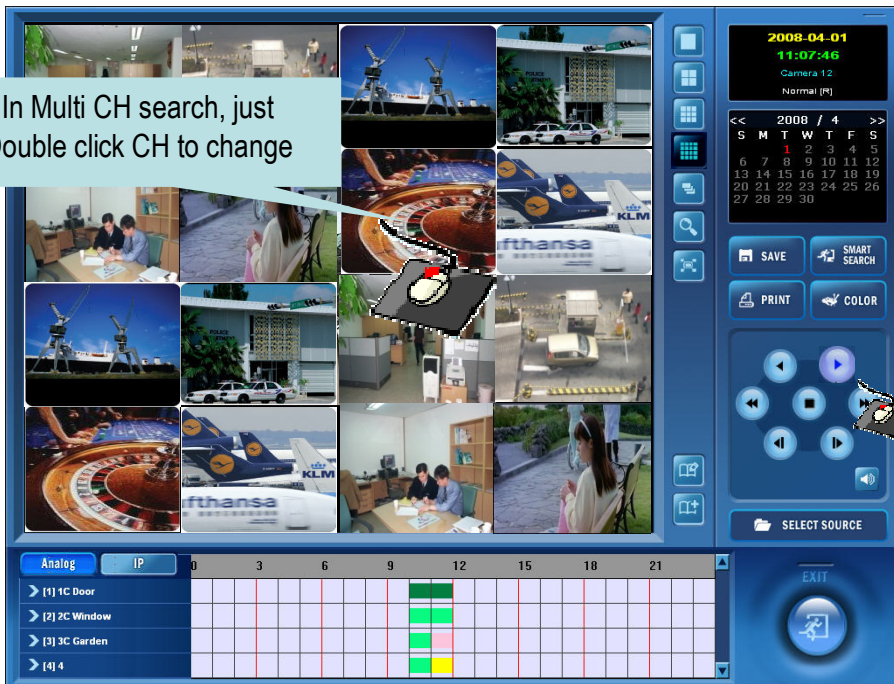 In Multi CH search, just
Double click CH to change
POLICE
KLM
ufthansa
POLICE
KLM
ufthansa
2008-04-01
11:07:46
Camera 12
Normal [R]
<< 2008 / 4 >>
S M T W T F S
1 2 3 4 5
6 7 8 9 10 11 12
13 14 15 16 17 18 19
20 21 22 23 24 25 26
27 28 29 30
SAVE
SMART
SEARCH
PRINT
COLOR
SELECT SOURCE
Analog IP
0 3 6 9 12 15 18 21
[1] 1C Door
[2] 2C Window
[3] 3C Garden
[4] 4
EXIT